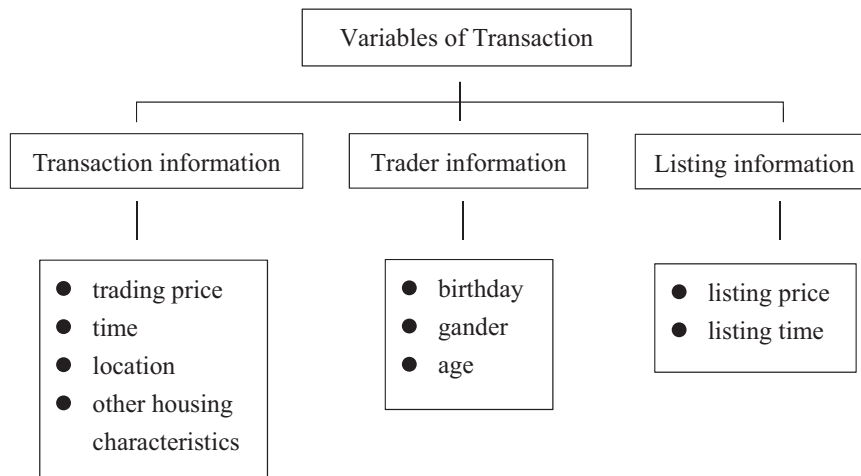 Variables of Transaction
Transaction information
Trader information
Listing information
● trading price
● time
● location
● other housing
characteristics
● birthday
● gander
● age
● listing price
● listing time